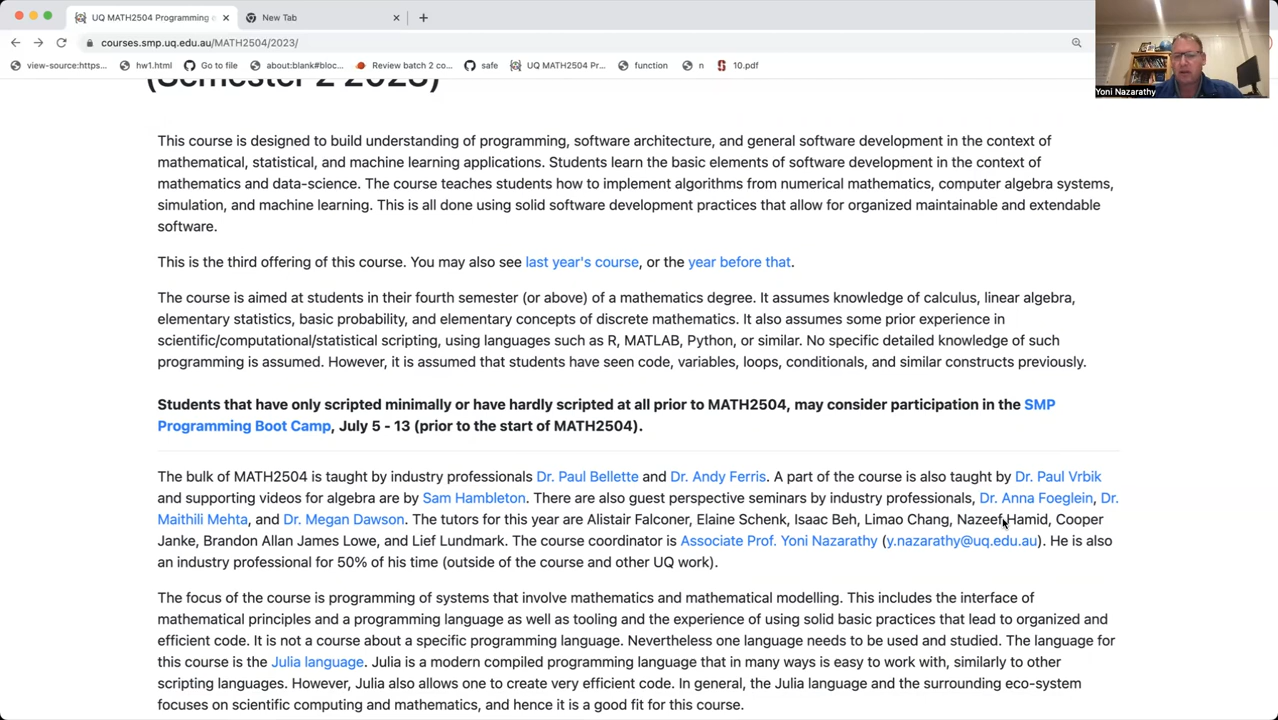 UQ MATH2504 Programming o
New Tab
courses.smp.uq.edu.au/MATH2504/2023/
view-source:https...
hw1.html
Go to file
about:blank#bloc...
Review batch 2 co...
safe
UQ MATH2504 Pr...
function
n
10.pdf
Yoni Nazarathy
(Semester 2 2023)
This course is designed to build understanding of programming, software architecture, and general software development in the context of
mathematical, statistical, and machine learning applications. Students learn the basic elements of software development in the context of
mathematics and data-science. The course teaches students how to implement algorithms from numerical mathematics, computer algebra systems,
simulation, and machine learning. This is all done using solid software development practices that allow for organized maintainable and extendable
software.
This is the third offering of this course. You may also see last year's course, or the year before that.
The course is aimed at students in their fourth semester (or above) of a mathematics degree. It assumes knowledge of calculus, linear algebra,
elementary statistics, basic probability, and elementary concepts of discrete mathematics. It also assumes some prior experience in
scientific/computational/statistical scripting, using languages such as R, MATLAB, Python, or similar. No specific detailed knowledge of such
programming is assumed. However, it is assumed that students have seen code, variables, loops, conditionals, and similar constructs previously.
Students that have only scripted minimally or have hardly scripted at all prior to MATH2504, may consider participation in the SMP
Programming Boot Camp, July 5 - 13 (prior to the start of MATH2504).
The bulk of MATH2504 is taught by industry professionals Dr. Paul Bellette and Dr. Andy Ferris. A part of the course is also taught by Dr. Paul Vrbik
and supporting videos for algebra are by Sam Hambleton. There are also guest perspective seminars by industry professionals, Dr. Anna Foeglein, Dr.
Maithili Mehta, and Dr. Megan Dawson. The tutors for this year are Alistair Falconer, Elaine Schenk, Isaac Beh, Limao Chang, Nazeef Hamid, Cooper
Janke, Brandon Allan James Lowe, and Lief Lundmark. The course coordinator is Associate Prof. Yoni Nazarathy (y.nazarathy@uq.edu.au). He is also
an industry professional for 50% of his time (outside of the course and other UQ work).
The focus of the course is programming of systems that involve mathematics and mathematical modelling. This includes the interface of
mathematical principles and a programming language as well as tooling and the experience of using solid basic practices that lead to organized and
efficient code. It is not a course about a specific programming language. Nevertheless one language needs to be used and studied. The language for
this course is the Julia language. Julia is a modern compiled programming language that in many ways is easy to work with, similarly to other
scripting languages. However, Julia also allows one to create very efficient code. In general, the Julia language and the surrounding eco-system
focuses on scientific computing and mathematics, and hence it is a good fit for this course.